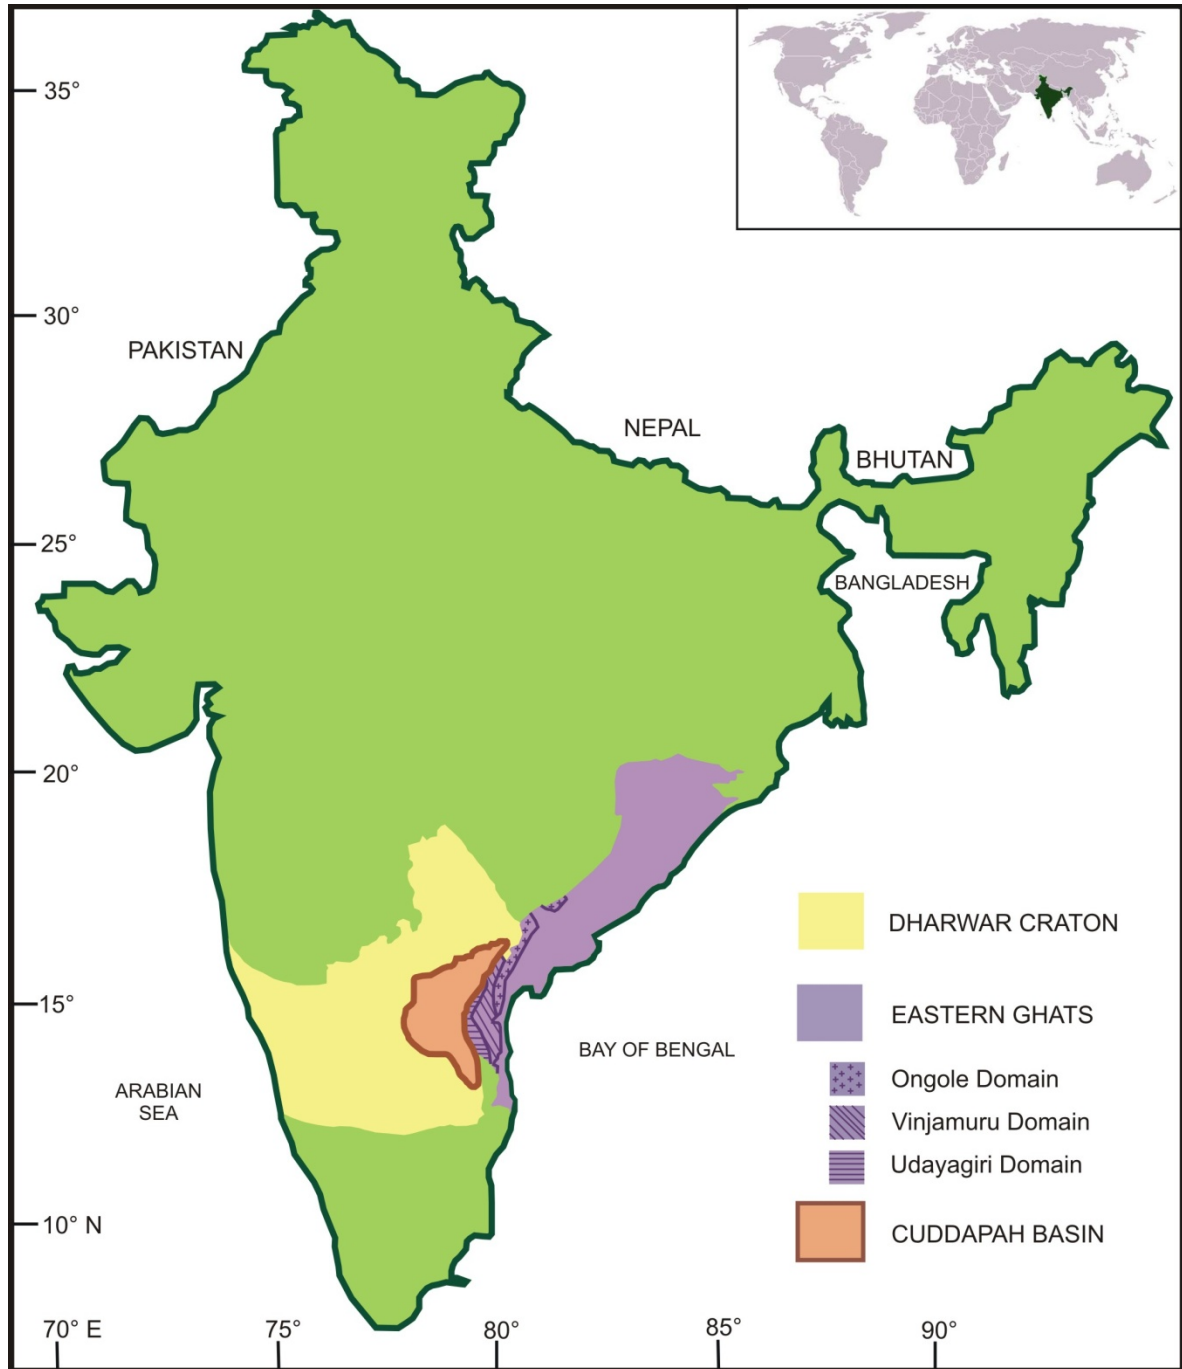 35°
30°
PAKISTAN
NEPAL
BHUTAN
25°
BANGLADESH
20°
DHARWAR CRATON
15°
EASTERN GHATS
BAY OF BENGAL
Ongole Domain
ARABIAN
SEA
Vinjamuru Domain
Udayagiri Domain
10° N
CUDDAPAH BASIN
70° E
75°
80°
85°
90°